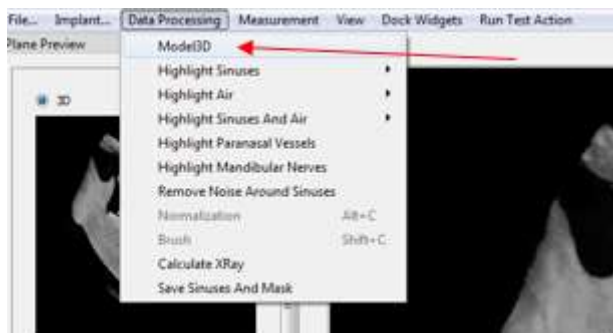 File... Implant... Data Processing Measurement View Dock Widgets Run Test Action
Plane Preview
Model3D
3D
Highlight Sinuses
Highlight Air
Highlight Sinuses And Air
Highlight Paranasal Vessels
Highlight Mandibular Nerves
Remove Noise Around Sinuses
Normalization Alt+C
Brush Shift+C
Calculate XRay
Save Sinuses And Mask